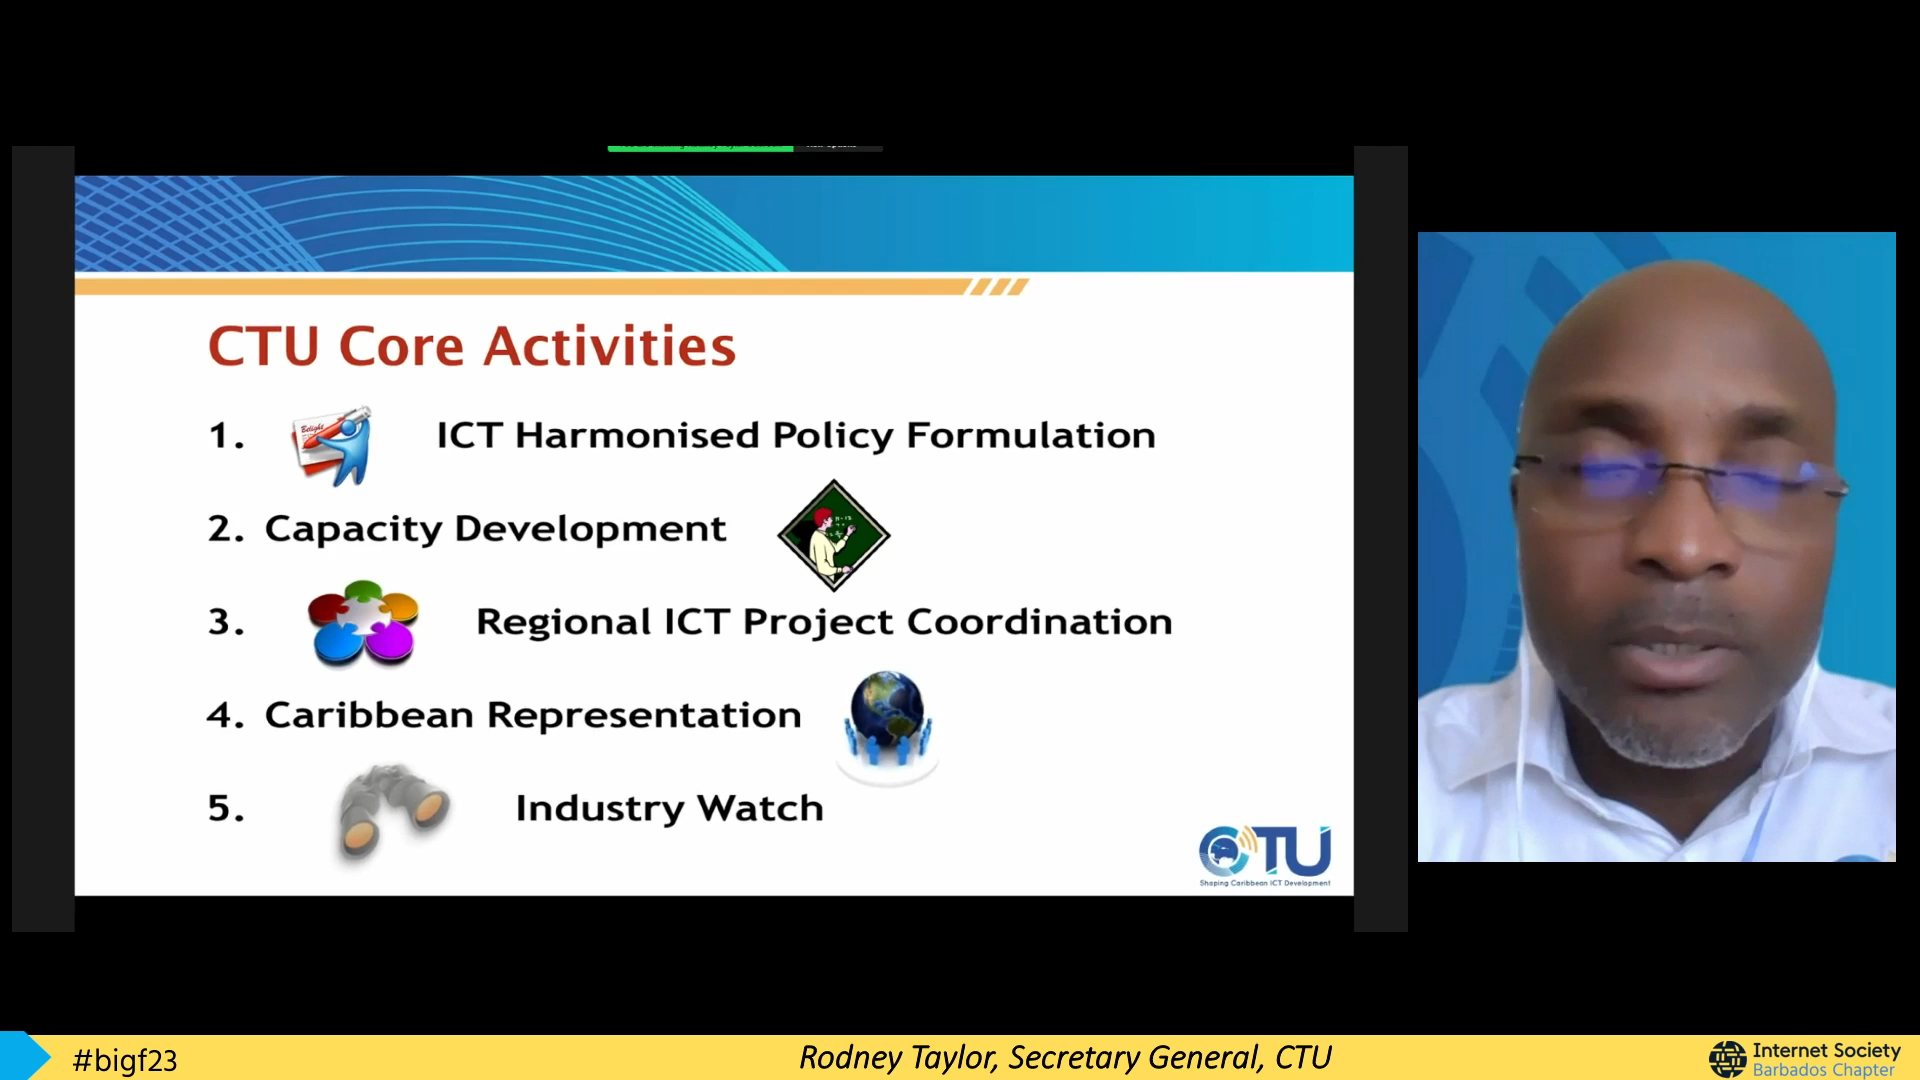 CTU Core Activities
1. ICT Harmonised Policy Formulation
2. Capacity Development
3. Regional ICT Project Coordination
4. Caribbean Representation
5. Industry Watch
CTU
Shaping Caribbean ICT Development
#bigf23
Rodney Taylor, Secretary General, CTU
Internet Society
Barbados Chapter